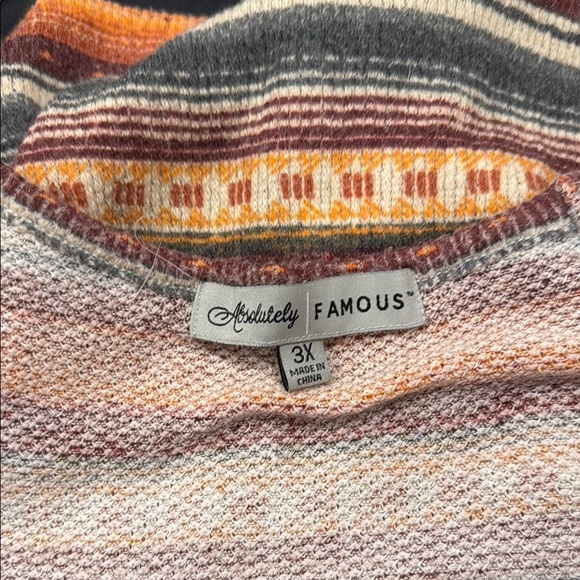 Absolutely | FAMOUS™
3X
MADE IN
CHINA